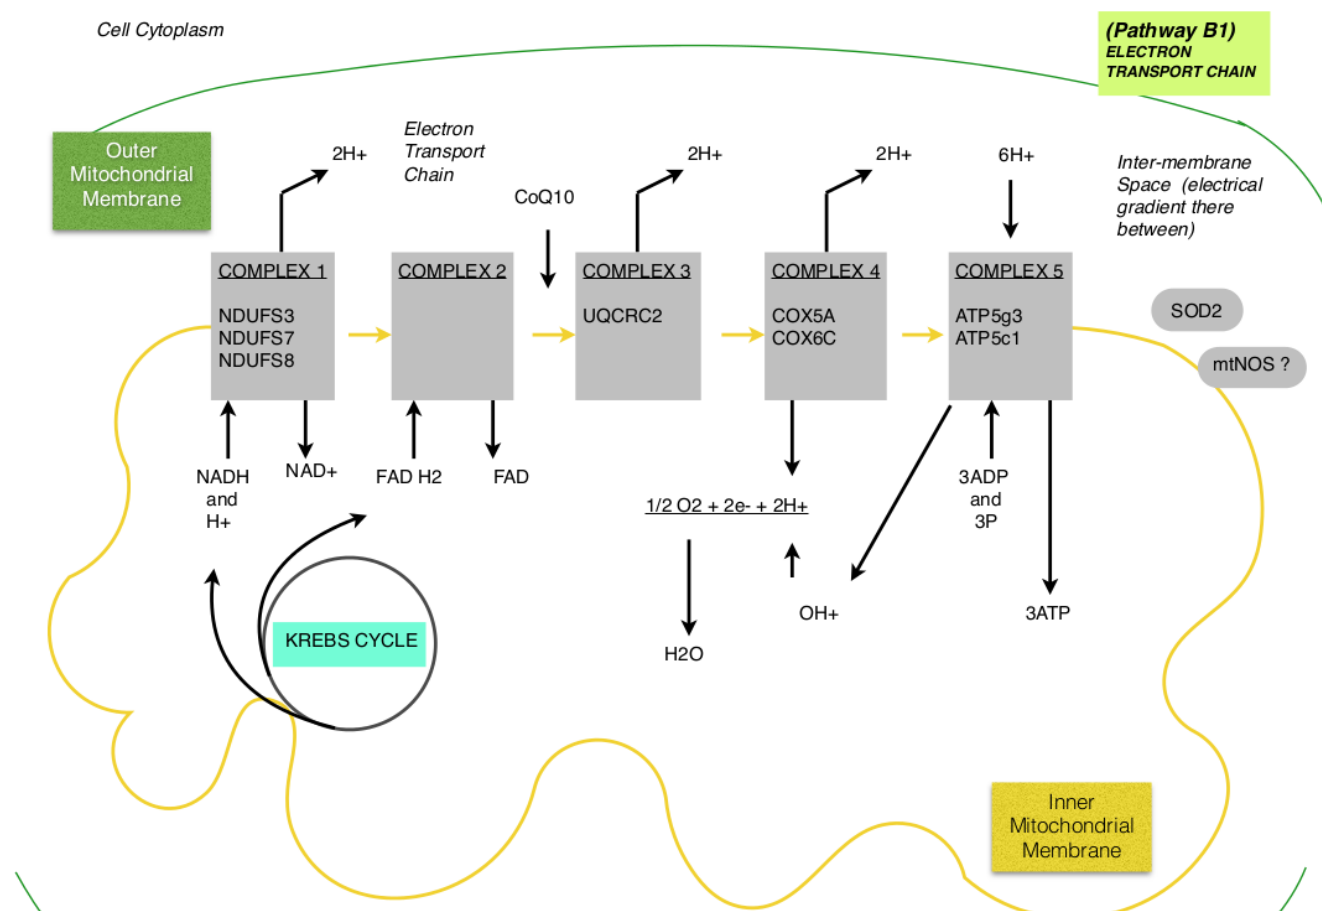 Cell Cytoplasm
(Pathway B1)
ELECTRON
TRANSPORT CHAIN
Outer
Mitochondrial
Membrane
2H+
Electron
Transport
Chain
CoQ10
2H+
2H+
6H+
Inter-membrane
Space (electrical
gradient there
between)
COMPLEX 1
NDUFS3
NDUFS7
NDUFS8
COMPLEX 2
COMPLEX 3
UQCRC2
COMPLEX 4
COX5A
COX6C
COMPLEX 5
ATP5g3
ATP5c1
SOD2
mtNOS ?
NADH
and
H+
NAD+
FAD H2
FAD
1/2 O2 + 2e- + 2H+
3ADP
and
3P
OH+
3ATP
H2O
KREBS CYCLE
Inner
Mitochondrial
Membrane